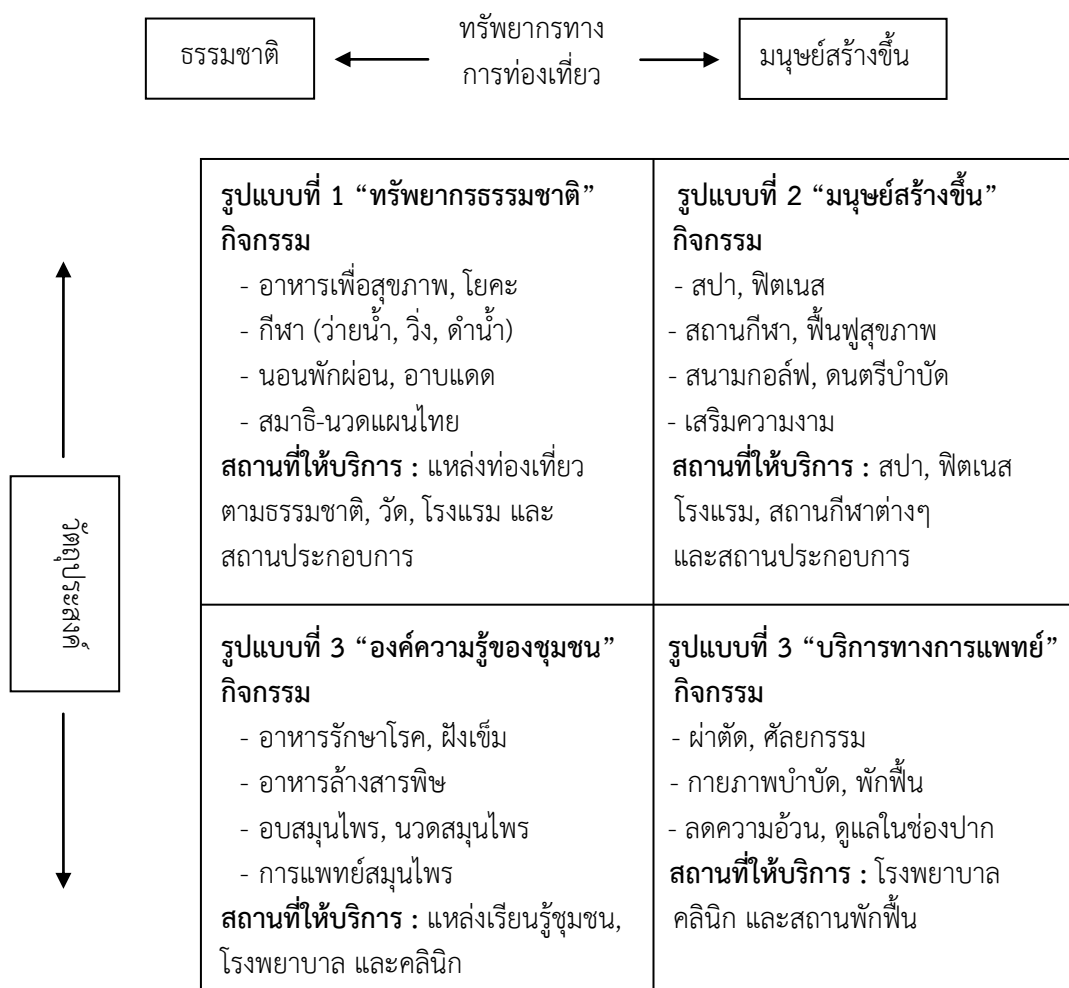 ธรรมชาติ
ทรัพยากรทาง
การท่องเที่ยว
มนุษย์สร้างขึ้น
วัตถุประสงค์
รูปแบบที่ 1 “ทรัพยากรธรรมชาติ”
กิจกรรม
- อาหารเพื่อสุขภาพ, โยคะ
- กีฬา (ว่ายน้ำ, วิ่ง, ดำน้ำ)
- นอนพักผ่อน, อาบแดด
- สมาธิ-นวดแผนไทย
สถานที่ให้บริการ : แหล่งท่องเที่ยว
ตามธรรมชาติ, วัด, โรงแรม และ
สถานประกอบการ
รูปแบบที่ 2 “มนุษย์สร้างขึ้น”
กิจกรรม
- สปา, ฟิตเนส
- สถานกีฬา, ฟื้นฟูสุขภาพ
- สนามกอล์ฟ, ดนตรีบำบัด
- เสริมความงาม
สถานที่ให้บริการ : สปา, ฟิตเนส
โรงแรม, สถานกีฬาต่างๆ
และสถานประกอบการ
รูปแบบที่ 3 “องค์ความรู้ของชุมชน”
กิจกรรม
- อาหารรักษาโรค, ฝังเข็ม
- อาหารล้างสารพิษ
- อบสมุนไพร, นวดสมุนไพร
- การแพทย์สมุนไพร
สถานที่ให้บริการ : แหล่งเรียนรู้ชุมชน,
โรงพยาบาล และคลินิก
รูปแบบที่ 3 “บริการทางการแพทย์”
กิจกรรม
- ผ่าตัด, ศัลยกรรม
- กายภาพบำบัด, พักฟื้น
- ลดความอ้วน, ดูแลในช่องปาก
สถานที่ให้บริการ : โรงพยาบาล
คลินิก และสถานพักฟื้น